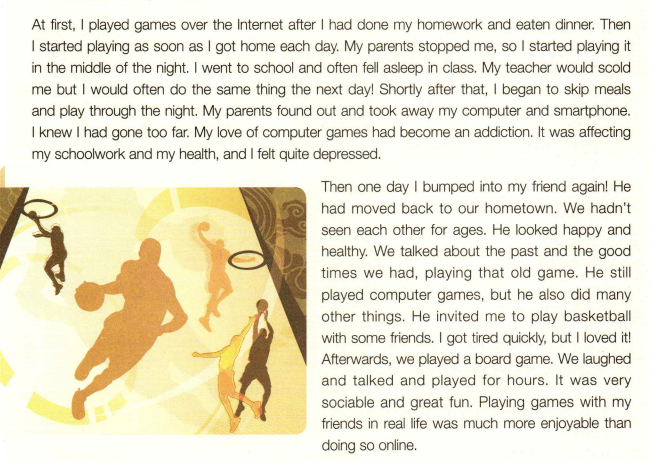 At first, I played games over the Internet after I had done my homework and eaten dinner. Then
I started playing as soon as I got home each day. My parents stopped me, so I started playing it
in the middle of the night. I went to school and often fell asleep in class. My teacher would scold
me but I would often do the same thing the next day! Shortly after that, I began to skip meals
and play through the night. My parents found out and took away my computer and smartphone.
I knew I had gone too far. My love of computer games had become an addiction. It was affecting
my schoolwork and my health, and I felt quite depressed.
Then one day I bumped into my friend again! He
had moved back to our hometown. We hadn't
seen each other for ages. He looked happy and
healthy. We talked about the past and the good
times we had, playing that old game. He still
played computer games, but he also did many
other things. He invited me to play basketball
with some friends. I got tired quickly, but I loved it!
Afterwards, we played a board game. We laughed
and talked and played for hours. It was very
sociable and great fun. Playing games with my
friends in real life was much more enjoyable than
doing so online.